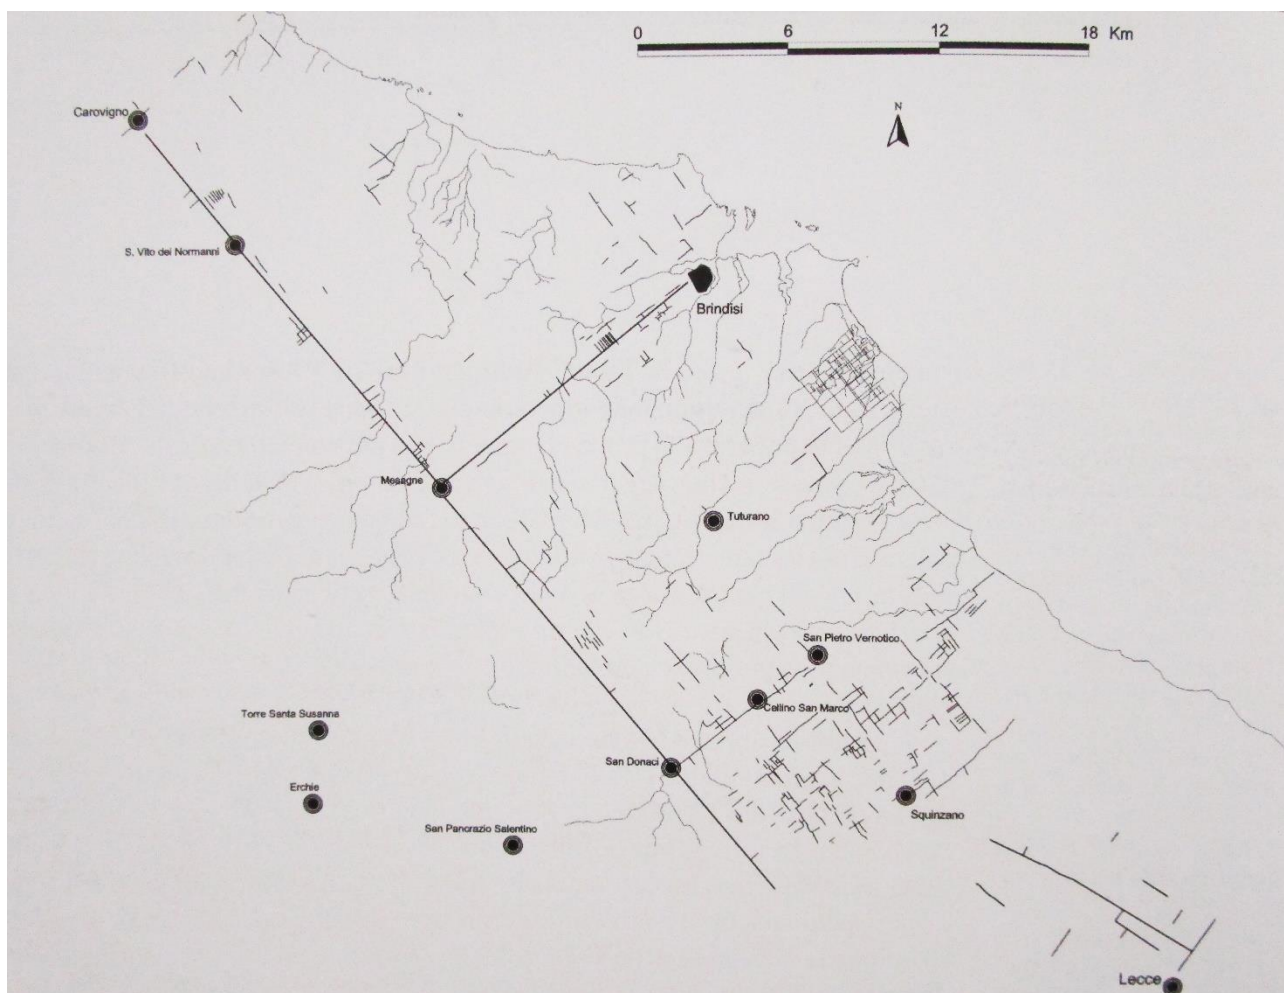 0 6 12 18 Km
N
Carovigno
S. Vito dei Normanni
Brindisi
Mesagne
Tuturano
San Pietro Vernotico
Cellino San Marco
Torre Santa Susanna
San Donaci
Erchie
Squinzano
San Pancrazio Salentino
Lecce